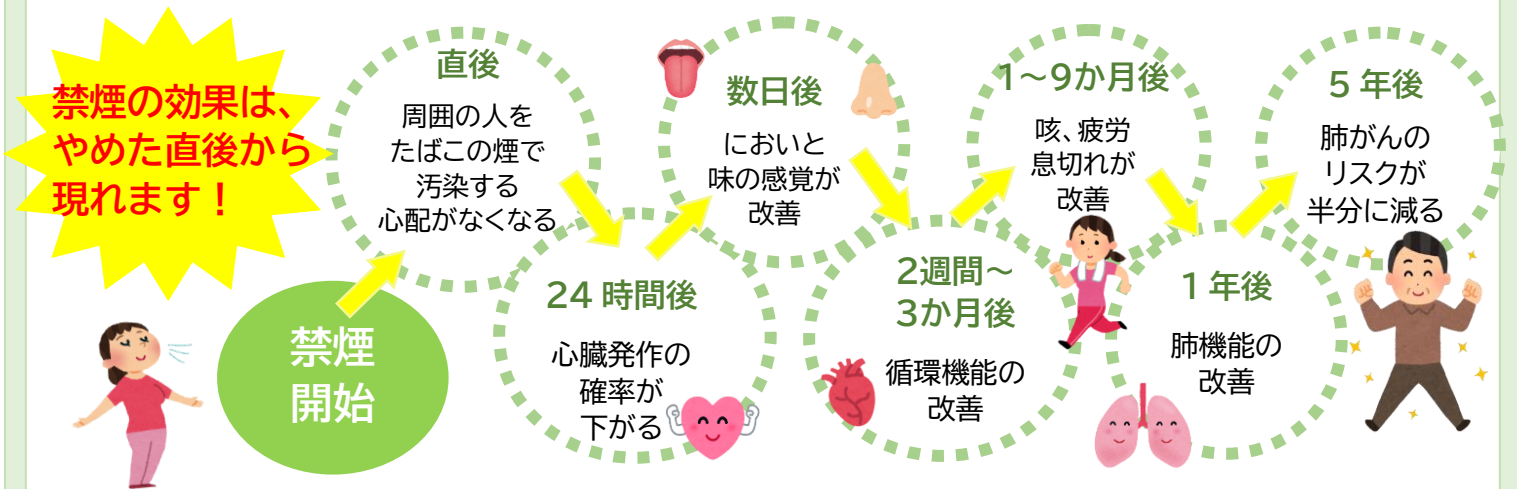 禁煙の効果は、
やめた直後から
現れます！
禁煙
開始
直後
周囲の人を
たばこの煙で
汚染する
心配がなくなる
24時間後
心臓発作の
確率が
下がる
数日後
においと
味の感覚が
改善
2週間～
3か月後
循環機能の
改善
1～9か月後
咳、疲労
息切れが
改善
1年後
肺機能の
改善
5年後
肺がんの
リスクが
半分に減る